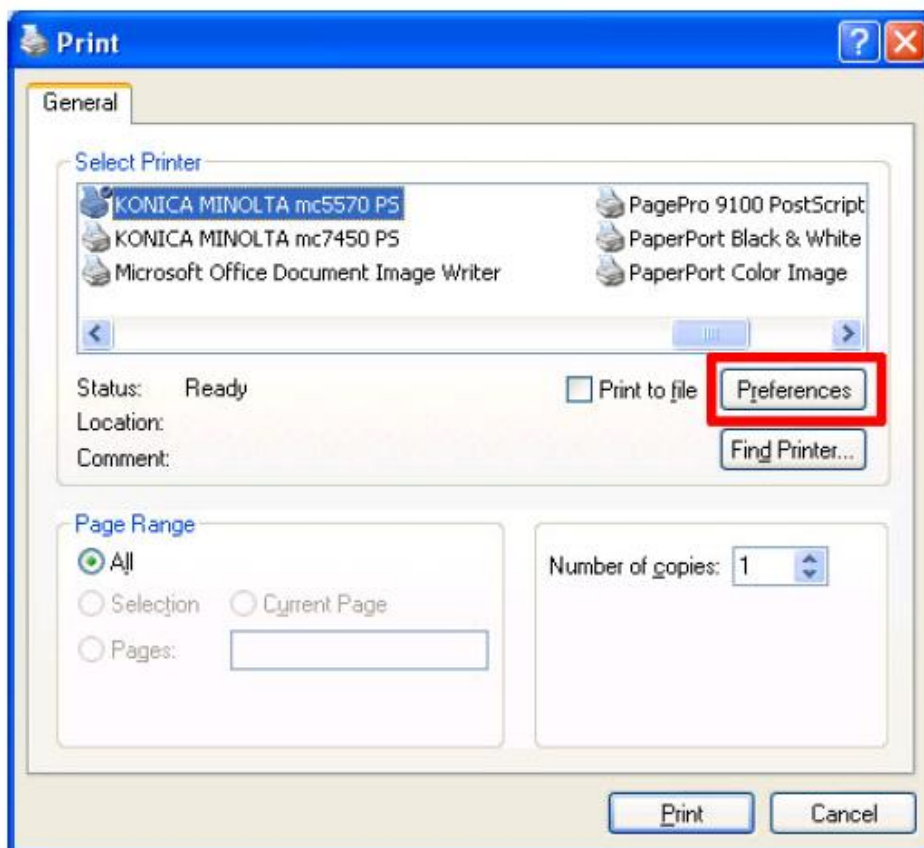 Print
General
Select Printer
KONICA MINOLTA mc5570 PS
KONICA MINOLTA mc7450 PS
Microsoft Office Document Image Writer
PagePro 9100 PostScript
PaperPort Black & White
PaperPort Color Image
Status: Ready
Location:
Comment:
Print to file
Preferences
Find Printer...
Page Range
All
Selection Current Page
Pages:
Number of copies: 1
Print Cancel